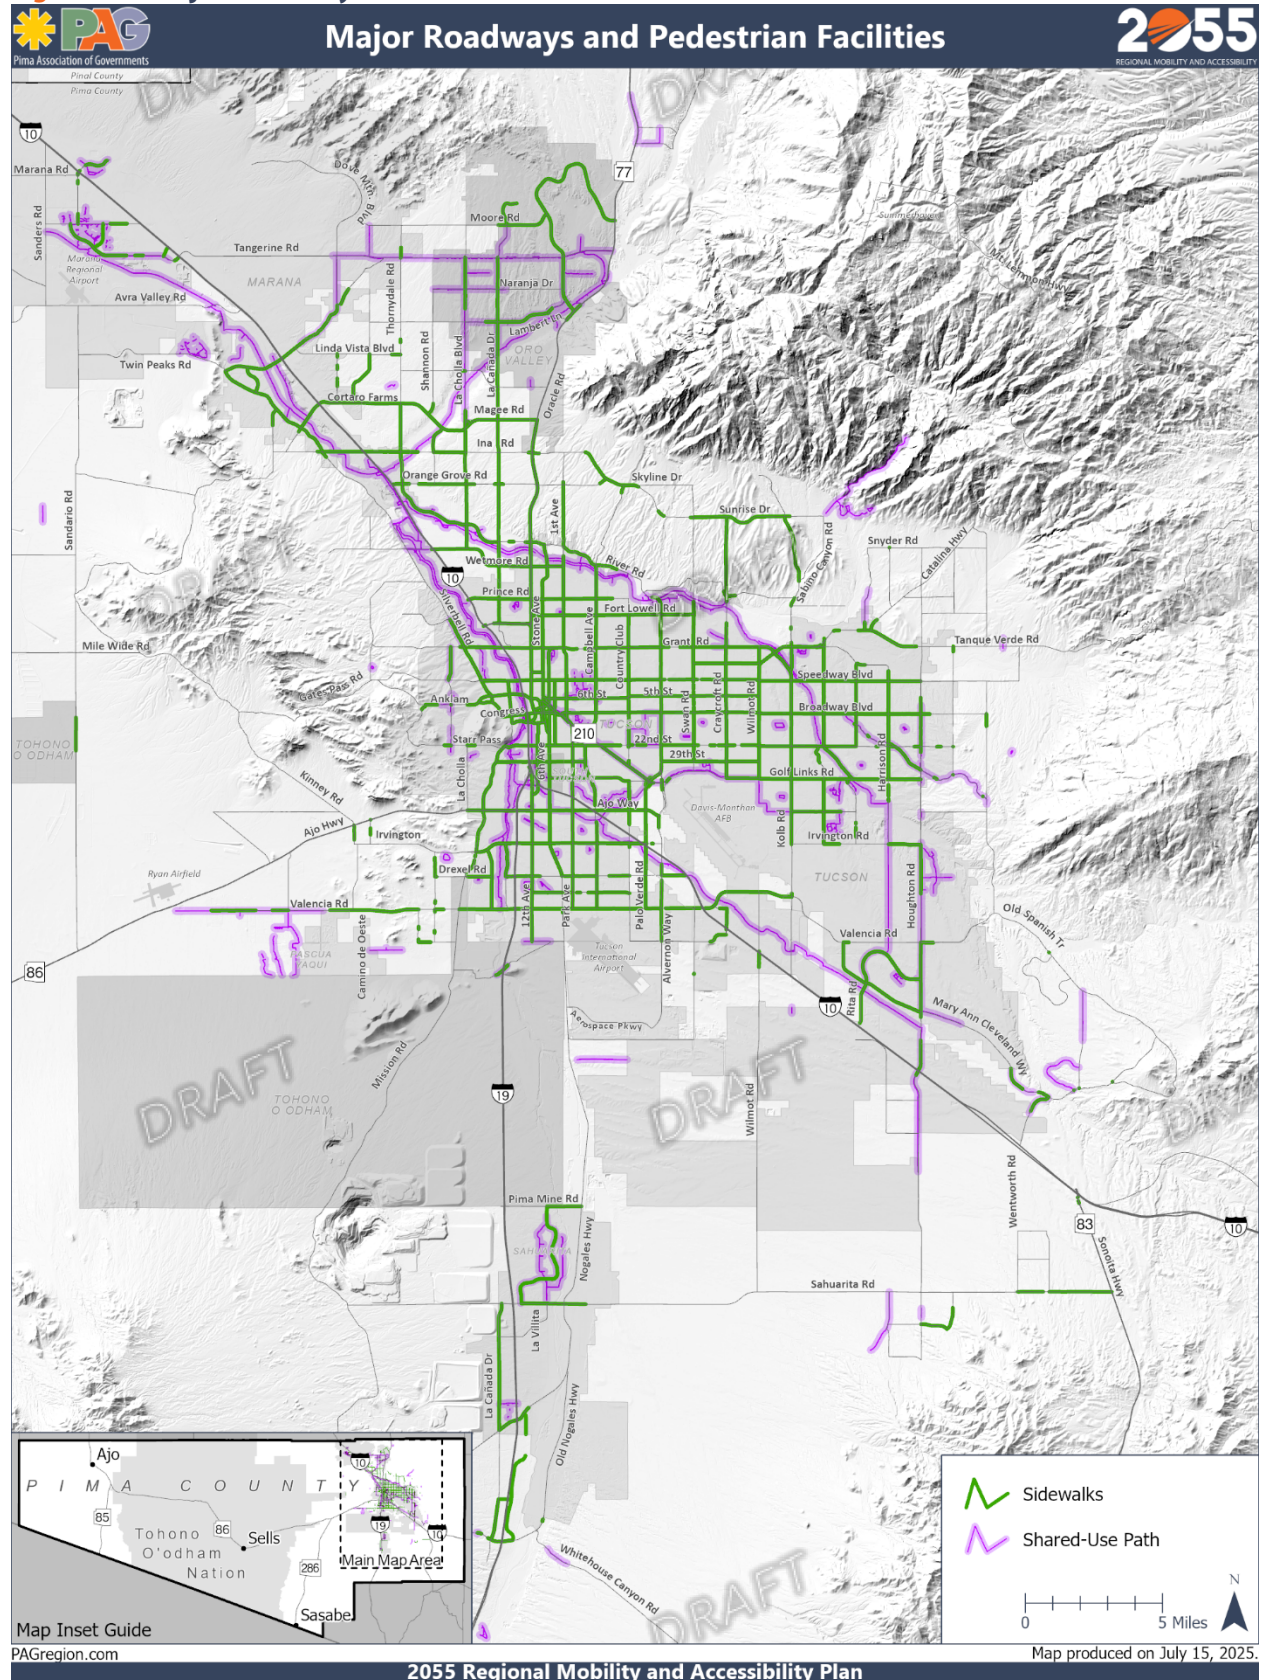 PAG
Pima Association of Governments
Major Roadways and Pedestrian Facilities
2055
REGIONAL MOBILITY AND ACCESSIBILITY
Pinal County
Pima County
DRAFT
DRAFT
10
77
Marana Rd
Dove Mtn. Blvd
Sanders Rd
Moore Rd
Summerhaven
Tangerine Rd
Mt Lemmon Hwy
Marana
Regional
Airport
MARANA
Thornydale Rd
Naranja Dr
Avra Valley Rd
Lambert Ln
Linda Vista Blvd
Shannon Rd
La Cholla Blvd
La Cañada Dr
ORO
VALLEY
Twin Peaks Rd
Oracle Rd
Cortaro Farms
Magee Rd
Ina Rd
Orange Grove Rd
Skyline Dr
Sandario Rd
1st Ave
Sunrise Dr
Sabino Canyon Rd
Snyder Rd
Catalina Hwy
Wetmore Rd
River Rd
10
DRAFT
Prince Rd
Silverbell Rd
Stone Ave
Fort Lowell Rd
Campbell Ave
Country Club
Grant Rd
Tanque Verde Rd
Mile Wide Rd
Gates Pass Rd
Speedway Blvd
Anklam
6th St
5th St
Swan Rd
Craycroft Rd
Wilmot Rd
Broadway Blvd
Congress
210
TUCSON
TOHONO
O ODHAM
Starr Pass
22nd St
29th St
6th Ave
Harrison Rd
La Cholla
Golf Links Rd
Kinney Rd
Ajo Way
Davis-Monthan
AFB
Ajo Hwy
Irvington
Kolb Rd
Irvington Rd
Drexel Rd
Ryan Airfield
TUCSON
Houghton Rd
Valencia Rd
12th Ave
Park Ave
Palo Verde Rd
Old Spanish Tr
Camino de Oeste
PASCUA
YAQUI
Alvernon Way
Valencia Rd
Tucson
International
Airport
86
Rita Rd
10
Mary Ann Cleveland Wy
Aerospace Pkwy
Mission Rd
DRAFT
DRAFT
DRAFT
19
TOHONO
O ODHAM
Wilmot Rd
Wentworth Rd
Pima Mine Rd
83
10
Nogales Hwy
SAHUARITA
Sonoita Hwy
Sahuarita Rd
La Villita
La Cañada Dr
Old Nogales Hwy
Whitehouse Canyon Rd
DRAFT
Ajo
PIMA COUNTY
10
85
Tohono
O'odham
Nation
86
Sells
19
10
286
Main Map Area
Sasabe
Map Inset Guide
Sidewalks
Shared-Use Path
N
0 5 Miles
PAGregion.com
Map produced on July 15, 2025.
2055 Regional Mobility and Accessibility Plan